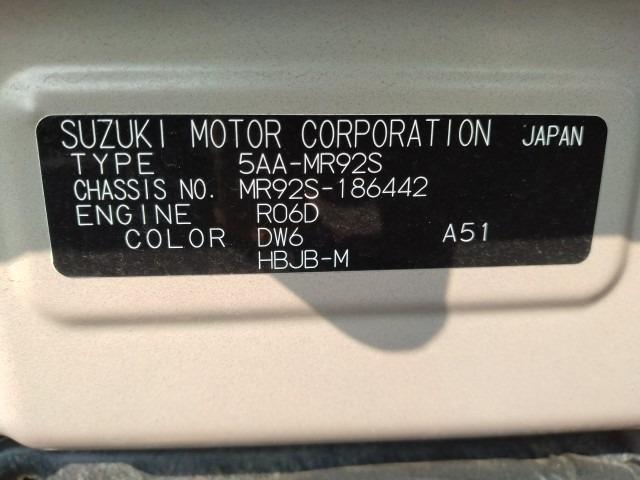 SUZUKI MOTOR CORPORATION JAPAN
TYPE 5AA-MR92S
CHASSIS NO. MR92S-186442
ENGINE R06D
COLOR DW6 A51
HBJB-M